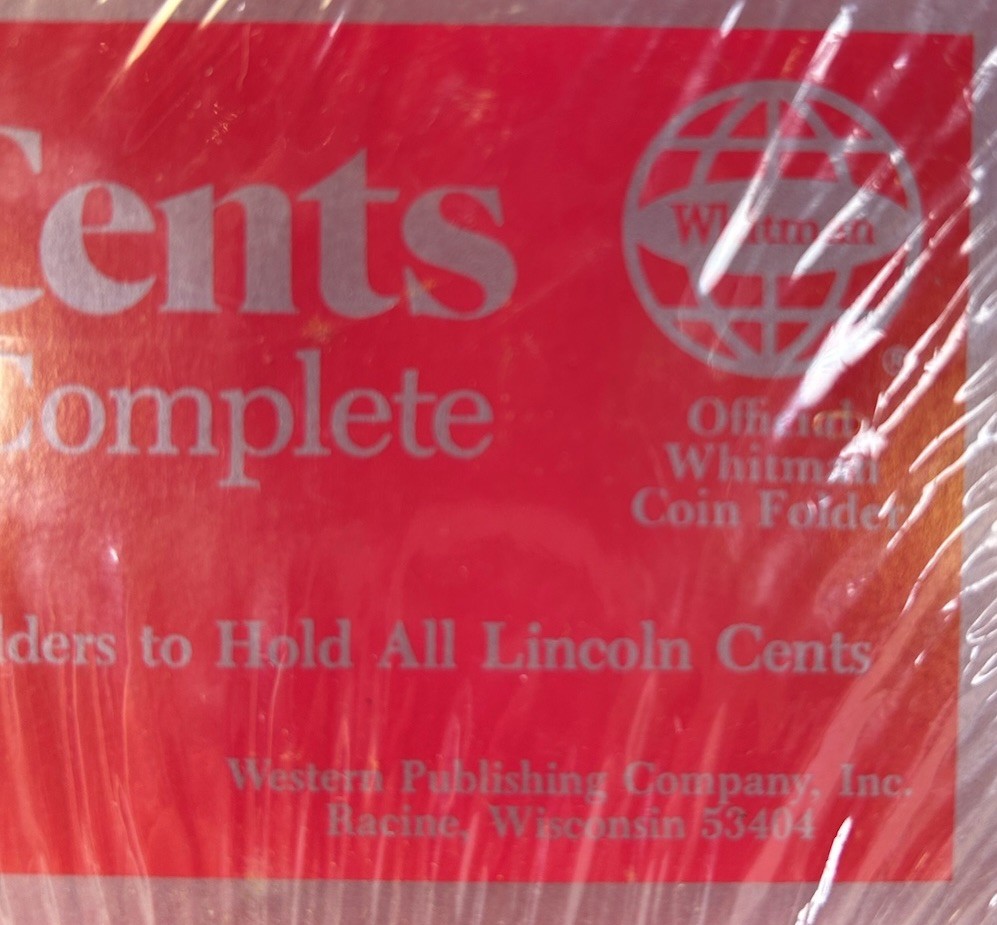 Cents
Complete
Whitman
®
Official
Whitman
Coin Folder
lders to Hold All Lincoln Cents
Western Publishing Company, Inc.
Racine, Wisconsin 53404